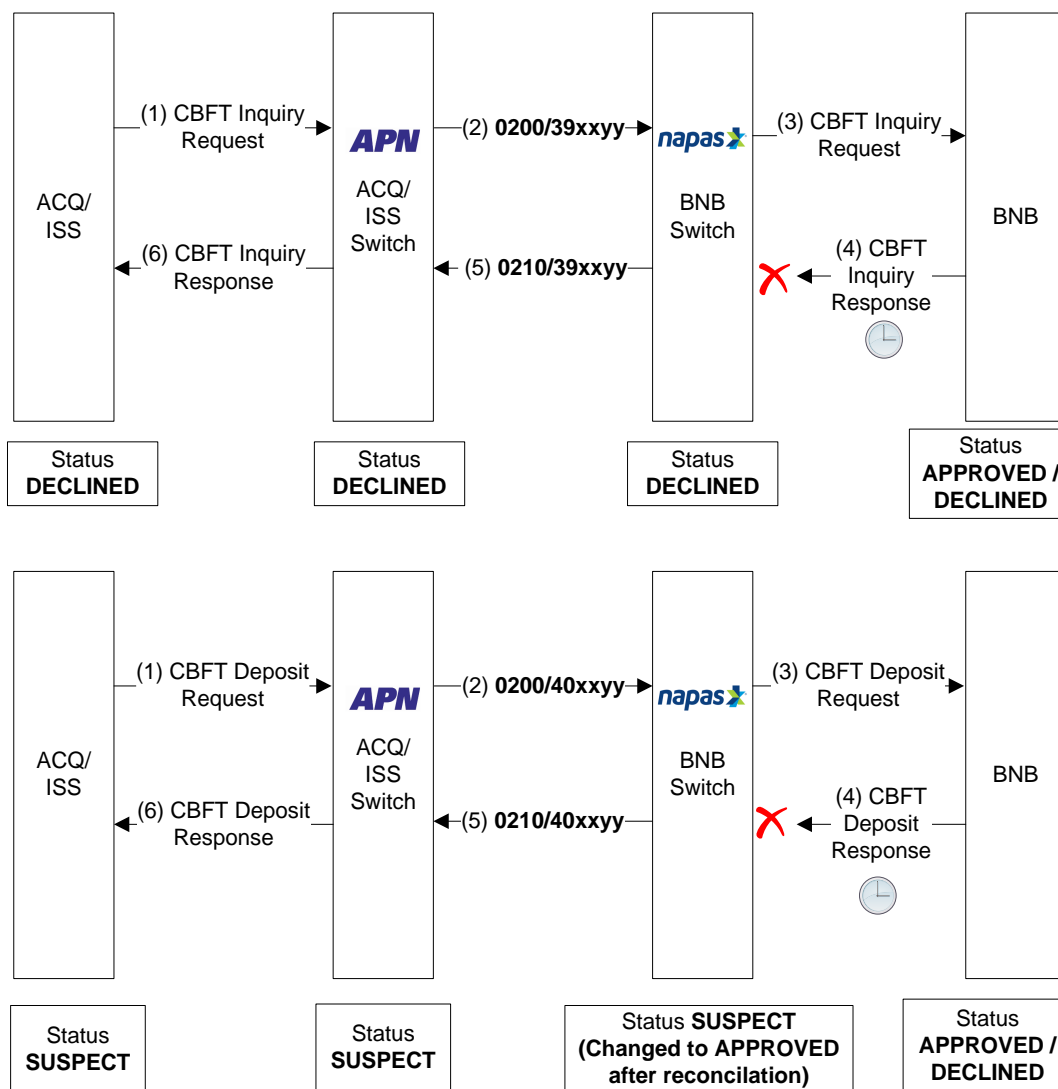 (1) CBFT Inquiry
Request
(2) 0200/39xxyy
(3) CBFT Inquiry
Request
APN
napas
ACQ/
ISS
ACQ/
ISS
Switch
BNB
Switch
BNB
(6) CBFT Inquiry
Response
(5) 0210/39xxyy
(4) CBFT
Inquiry
Response
Status
DECLINED
Status
DECLINED
Status
DECLINED
Status
APPROVED /
DECLINED
(1) CBFT Deposit
Request
(2) 0200/40xxyy
(3) CBFT Deposit
Request
APN
napas
ACQ/
ISS
ACQ/
ISS
Switch
BNB
Switch
BNB
(6) CBFT Deposit
Response
(5) 0210/40xxyy
(4) CBFT
Deposit
Response
Status
SUSPECT
Status
SUSPECT
Status SUSPECT
(Changed to APPROVED
after reconcilation)
Status
APPROVED /
DECLINED